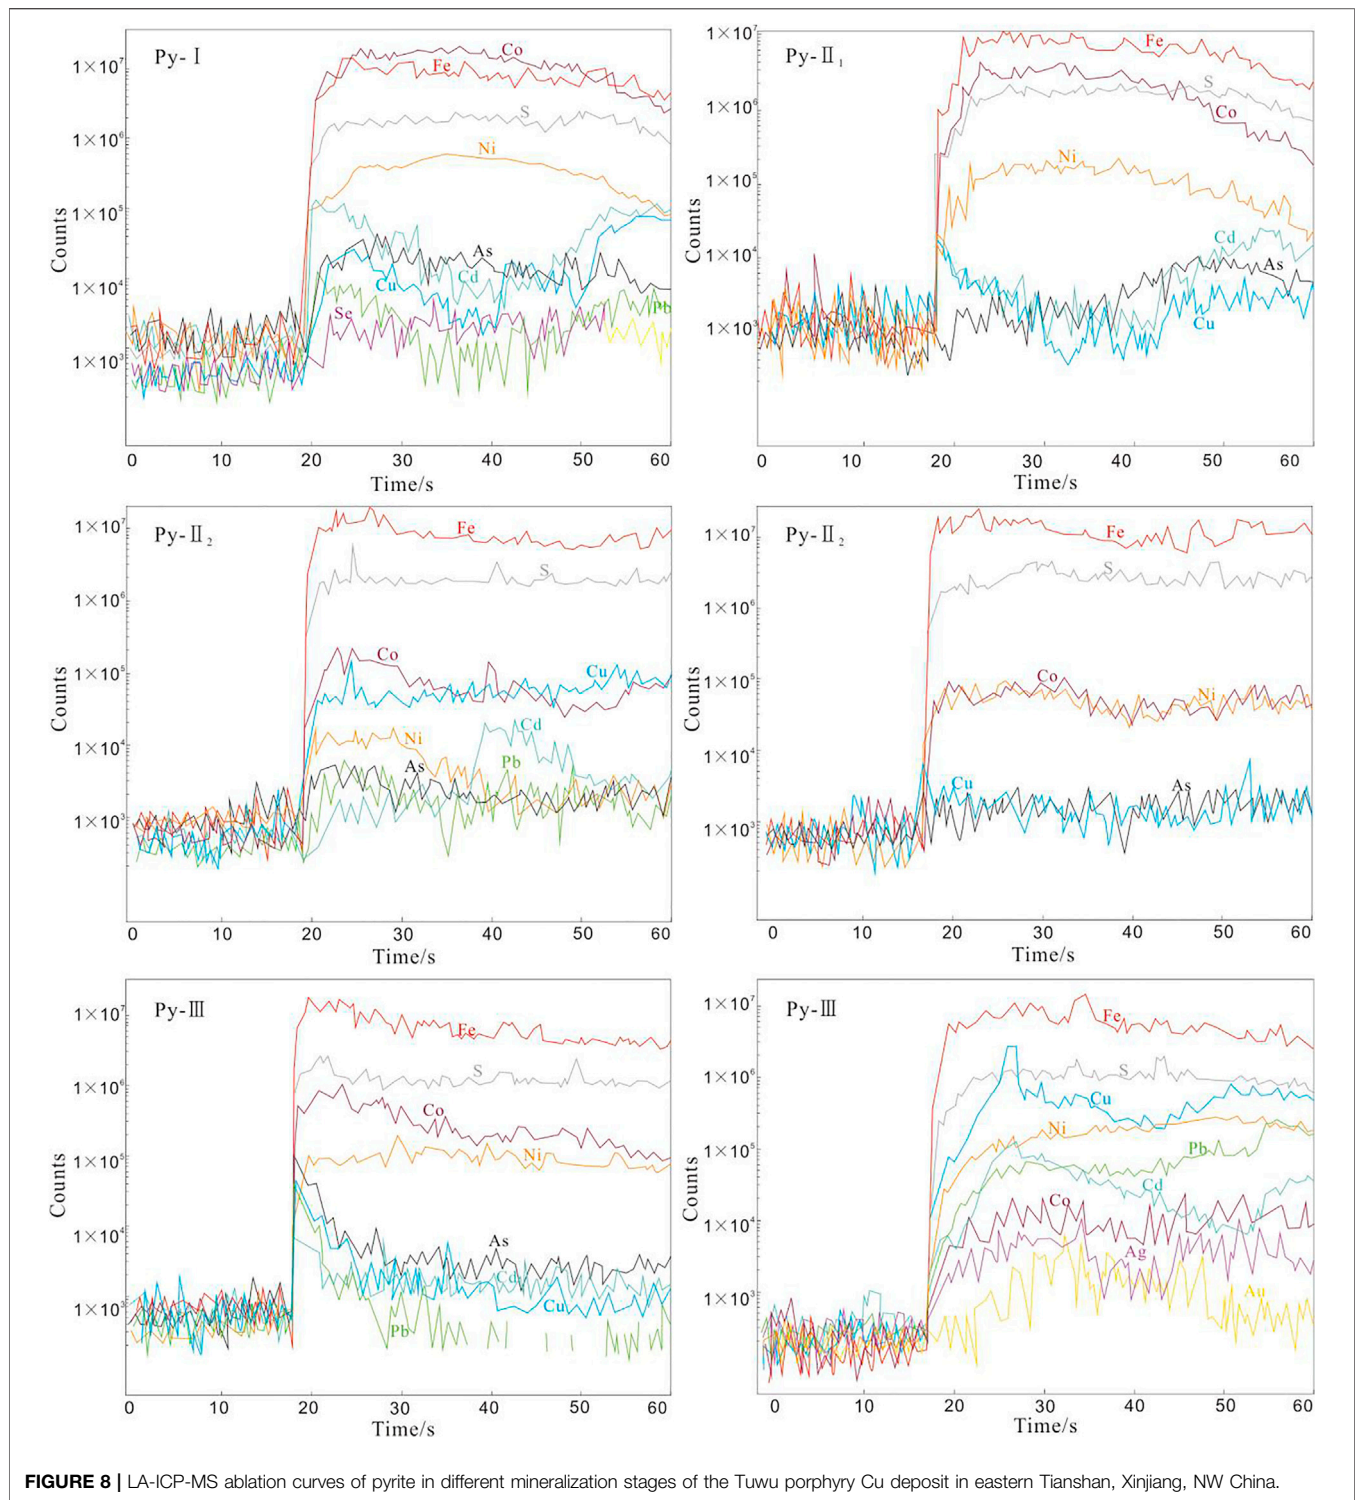 Py-Ⅰ
Counts
1×10⁷
1×10⁶
1×10⁵
1×10⁴
1×10³
Co
Fe
S
Ni
As
Cd
Cu
Se
Pb
0 10 20 30 40 50 60
Time/s
Py-Ⅱ₁
Counts
1×10⁷
1×10⁶
1×10⁵
1×10⁴
1×10³
Fe
S
Co
Ni
Cd
As
Cu
0 10 20 30 40 50 60
Time/s
Py-Ⅱ₂
Counts
1×10⁷
1×10⁶
1×10⁵
1×10⁴
1×10³
Fe
S
Co
Cu
Ni
Cd
As
Pb
0 10 20 30 40 50 60
Time/s
Py-Ⅱ₂
Counts
1×10⁷
1×10⁶
1×10⁵
1×10⁴
1×10³
Fe
S
Co
Ni
Cu
As
0 10 20 30 40 50 60
Time/s
Py-Ⅲ
Counts
1×10⁷
1×10⁶
1×10⁵
1×10⁴
1×10³
Fe
S
Co
Ni
As
Cd
Cu
Pb
0 10 20 30 40 50 60
Time/s
Py-Ⅲ
Counts
1×10⁷
1×10⁶
1×10⁵
1×10⁴
1×10³
Fe
S
Cu
Ni
Pb
Cd
Co
Ag
Au
0 10 20 30 40 50 60
Time/s
FIGURE 8 | LA-ICP-MS ablation curves of pyrite in different mineralization stages of the Tuwu porphyry Cu deposit in eastern Tianshan, Xinjiang, NW China.